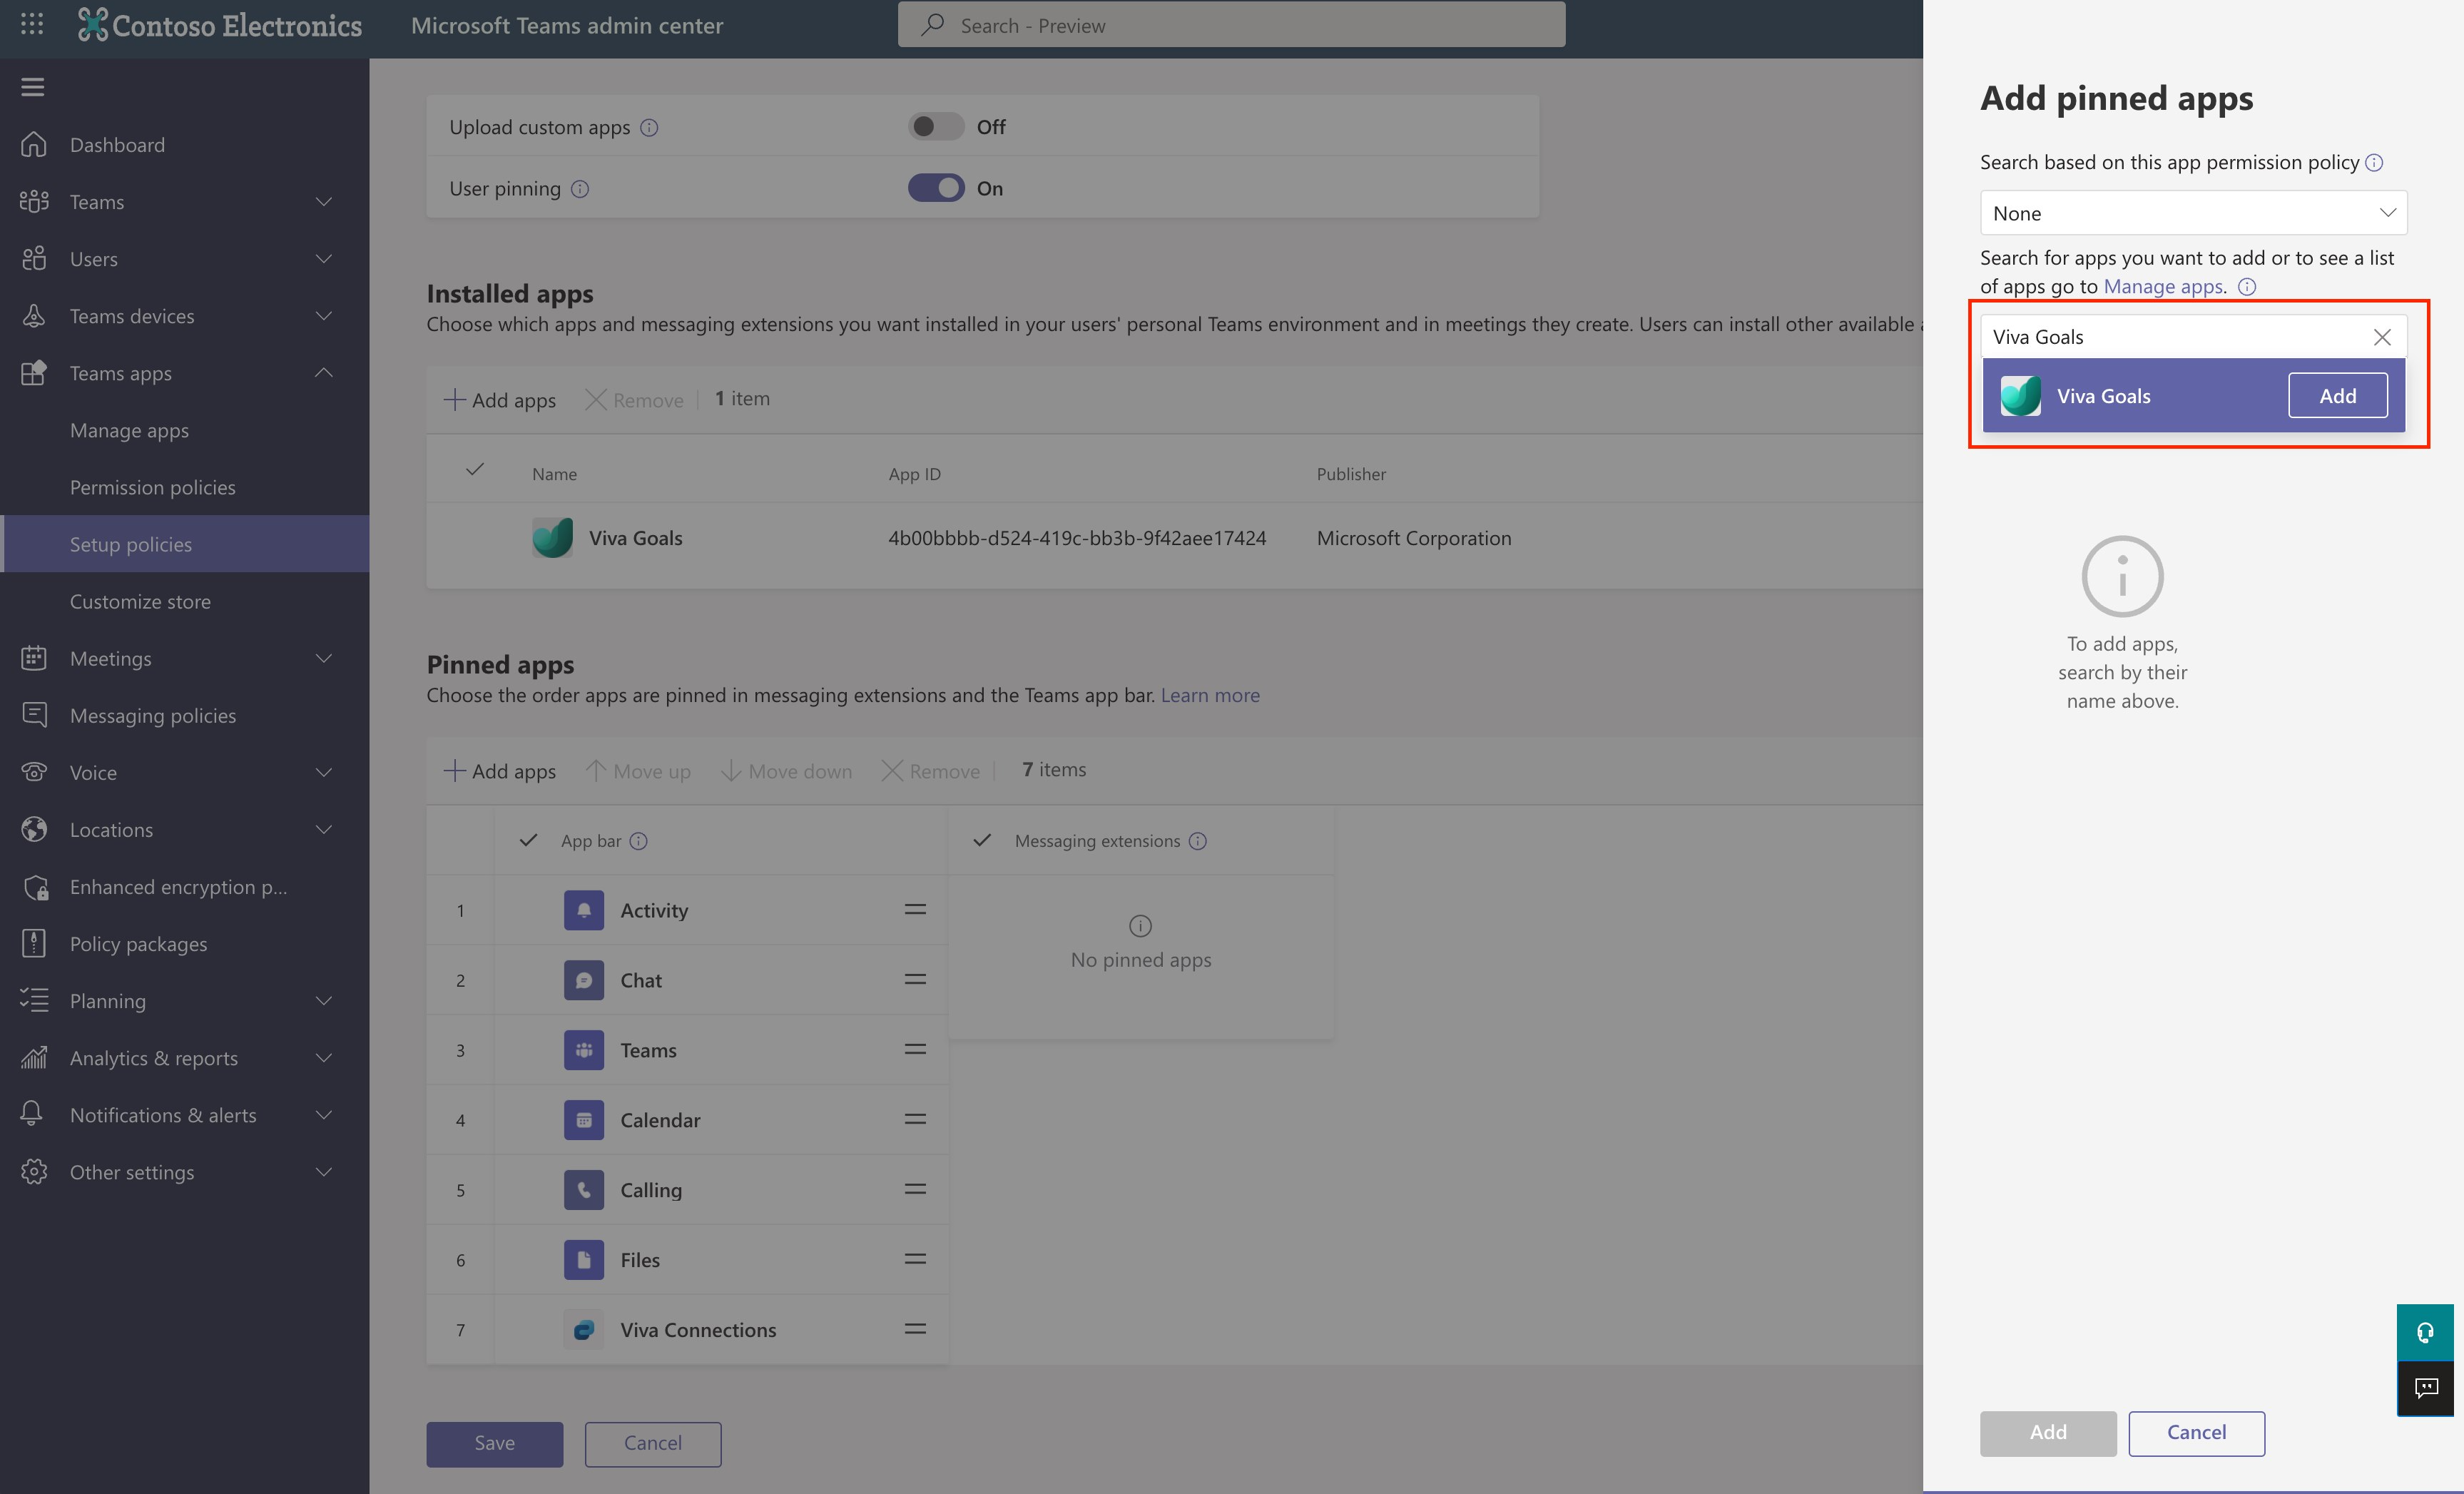 Contoso Electronics
Microsoft Teams admin center
Search - Preview
Dashboard
Teams
Users
Teams devices
Teams apps
Manage apps
Permission policies
Setup policies
Customize store
Meetings
Messaging policies
Voice
Locations
Enhanced encryption p...
Policy packages
Planning
Analytics & reports
Notifications & alerts
Other settings
Upload custom apps
Off
User pinning
On
Installed apps
Choose which apps and messaging extensions you want installed in your users' personal Teams environment and in meetings they create. Users can install other available
Add apps
Remove
1 item
Name
App ID
Publisher
Viva Goals
4b00bbbb-d524-419c-bb3b-9f42aee17424
Microsoft Corporation
Pinned apps
Choose the order apps are pinned in messaging extensions and the Teams app bar. Learn more
Add apps
Move up
Move down
Remove
7 items
App bar
Messaging extensions
1 Activity
2 Chat
3 Teams
4 Calendar
5 Calling
6 Files
7 Viva Connections
No pinned apps
Save
Cancel
Add pinned apps
Search based on this app permission policy
None
Search for apps you want to add or to see a list
of apps go to Manage apps.
Viva Goals
Viva Goals
Add
To add apps,
search by their
name above.
Add
Cancel